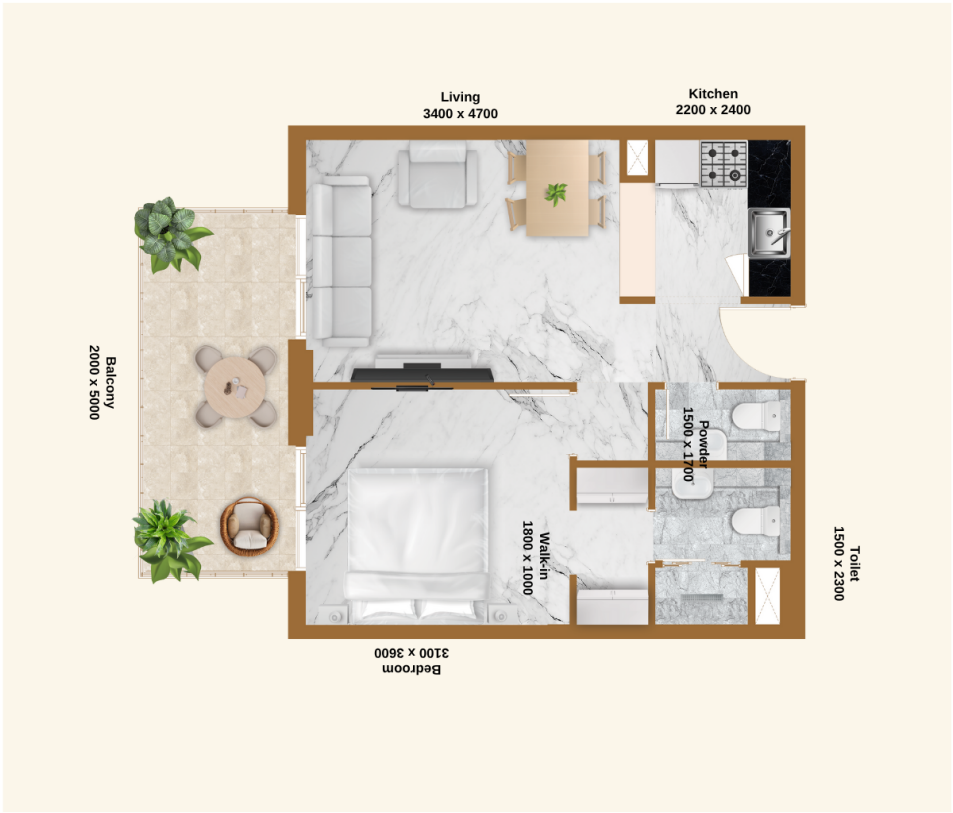 Living
3400 x 4700
Kitchen
2200 x 2400
Balcony
2000 x 5000
Powder
1500 x 1700
Walk-in
1800 x 1000
Toilet
1500 x 2300
Bedroom
3100 x 3600